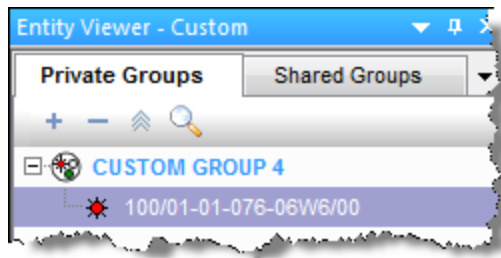 Entity Viewer - Custom
Private Groups
Shared Groups
CUSTOM GROUP 4
100/01-01-076-06W6/00